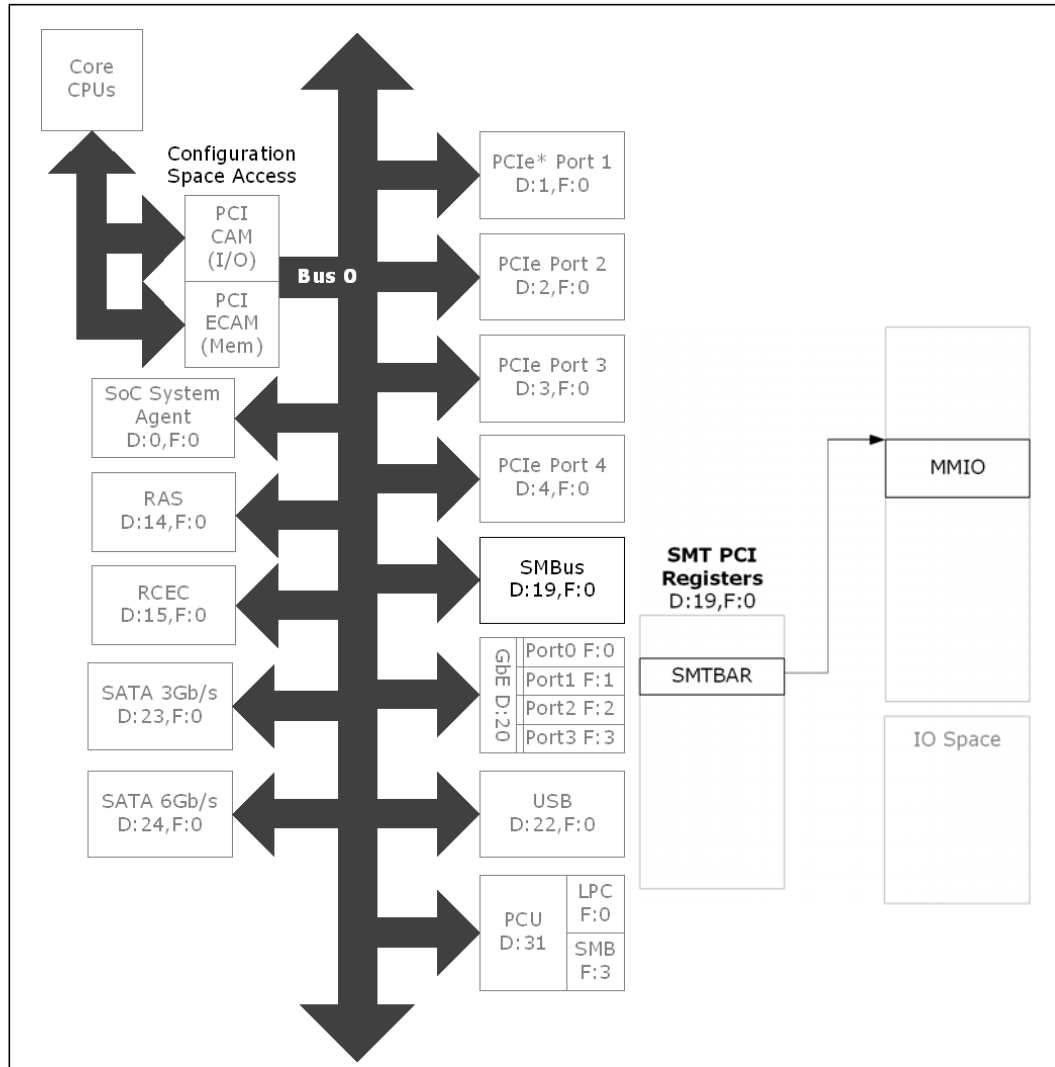 Core
CPUs
Configuration
Space Access
PCI
CAM
(I/O)
PCI
ECAM
(Mem)
Bus 0
SoC System
Agent
D:0,F:0
RAS
D:14,F:0
RCEC
D:15,F:0
SATA 3Gb/s
D:23,F:0
SATA 6Gb/s
D:24,F:0
PCIe* Port 1
D:1,F:0
PCIe Port 2
D:2,F:0
PCIe Port 3
D:3,F:0
PCIe Port 4
D:4,F:0
SMBus
D:19,F:0
GbE D:20
Port0 F:0
Port1 F:1
Port2 F:2
Port3 F:3
USB
D:22,F:0
PCU
D:31
LPC
F:0
SMB
F:3
SMT PCI
Registers
D:19,F:0
SMTBAR
MMIO
IO Space